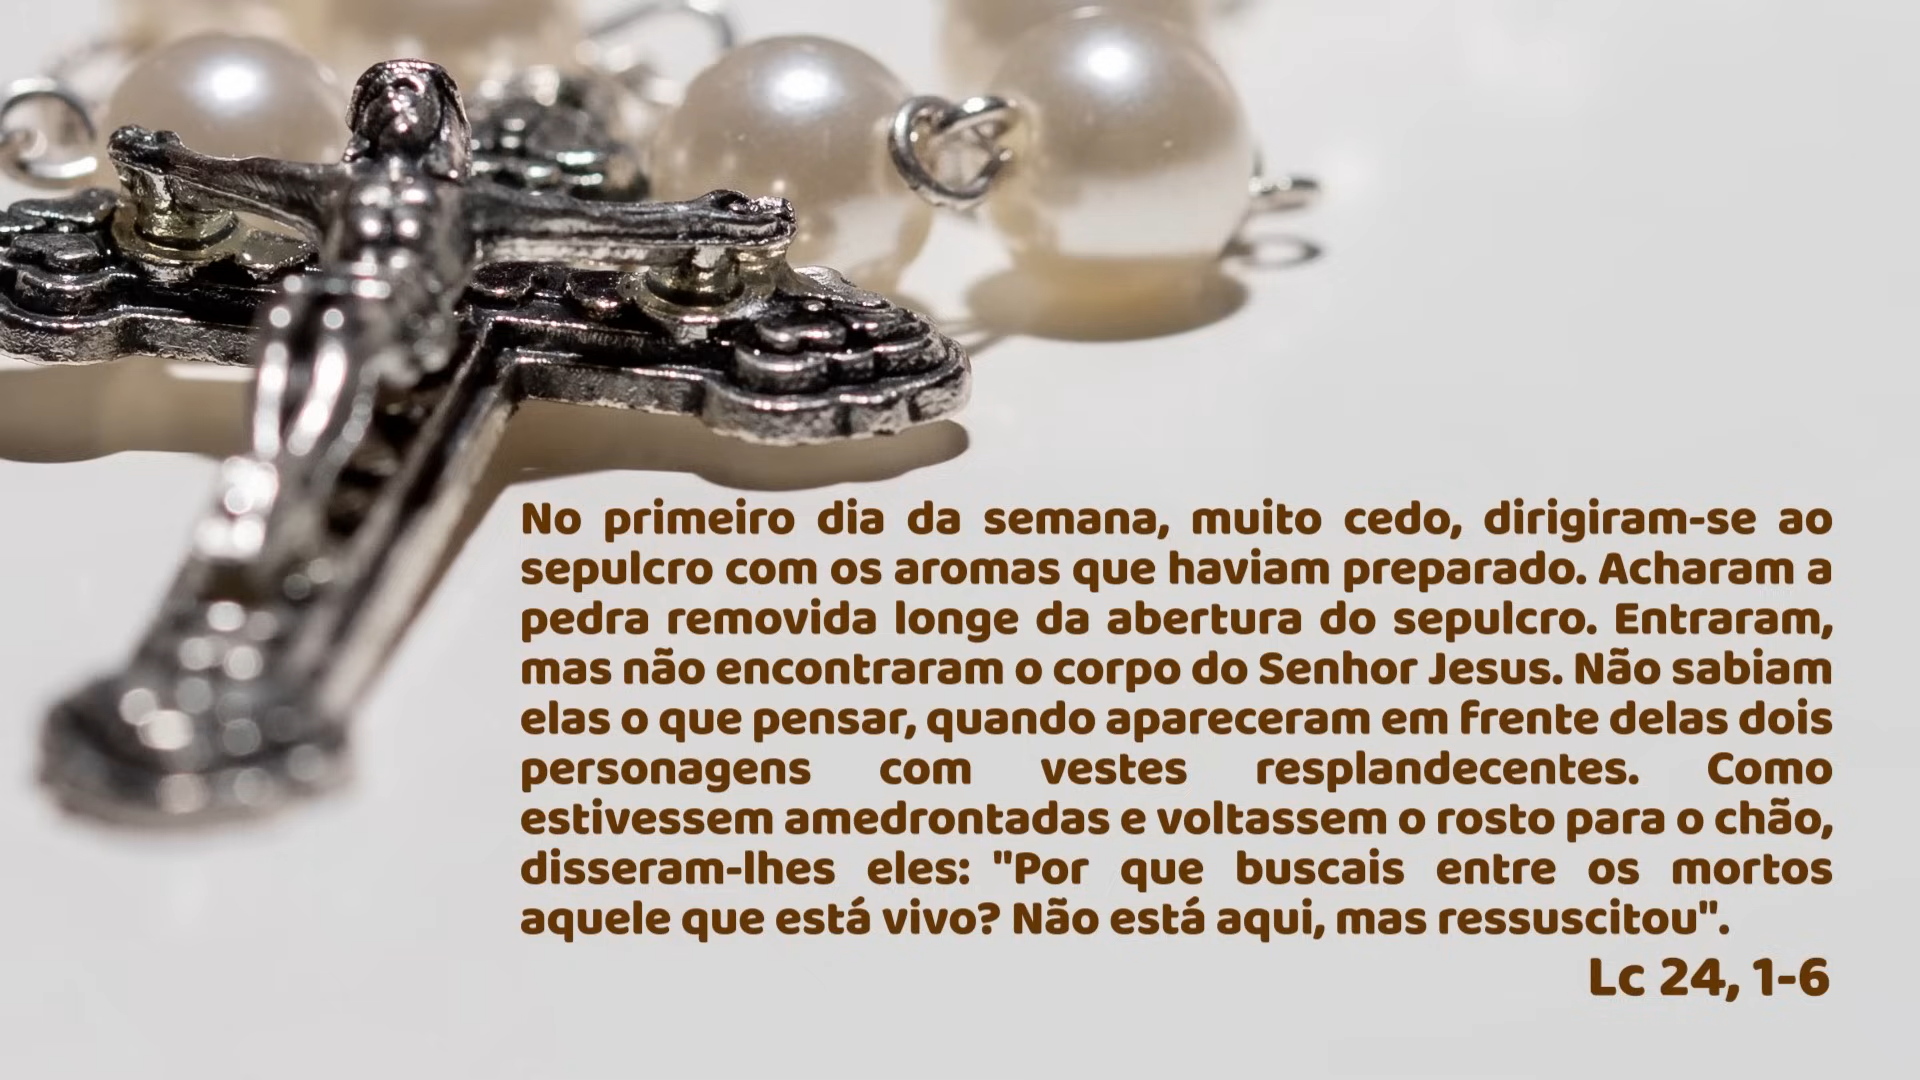 No primeiro dia da semana, muito cedo, dirigiram-se ao
sepulcro com os aromas que haviam preparado. Acharam a
pedra removida longe da abertura do sepulcro. Entraram,
mas não encontraram o corpo do Senhor Jesus. Não sabiam
elas o que pensar, quando apareceram em frente delas dois
personagens com vestes resplandecentes. Como
estivessem amedrontadas e voltassem o rosto para o chão,
disseram-lhes eles: "Por que buscais entre os mortos
aquele que está vivo? Não está aqui, mas ressuscitou".
Lc 24, 1-6